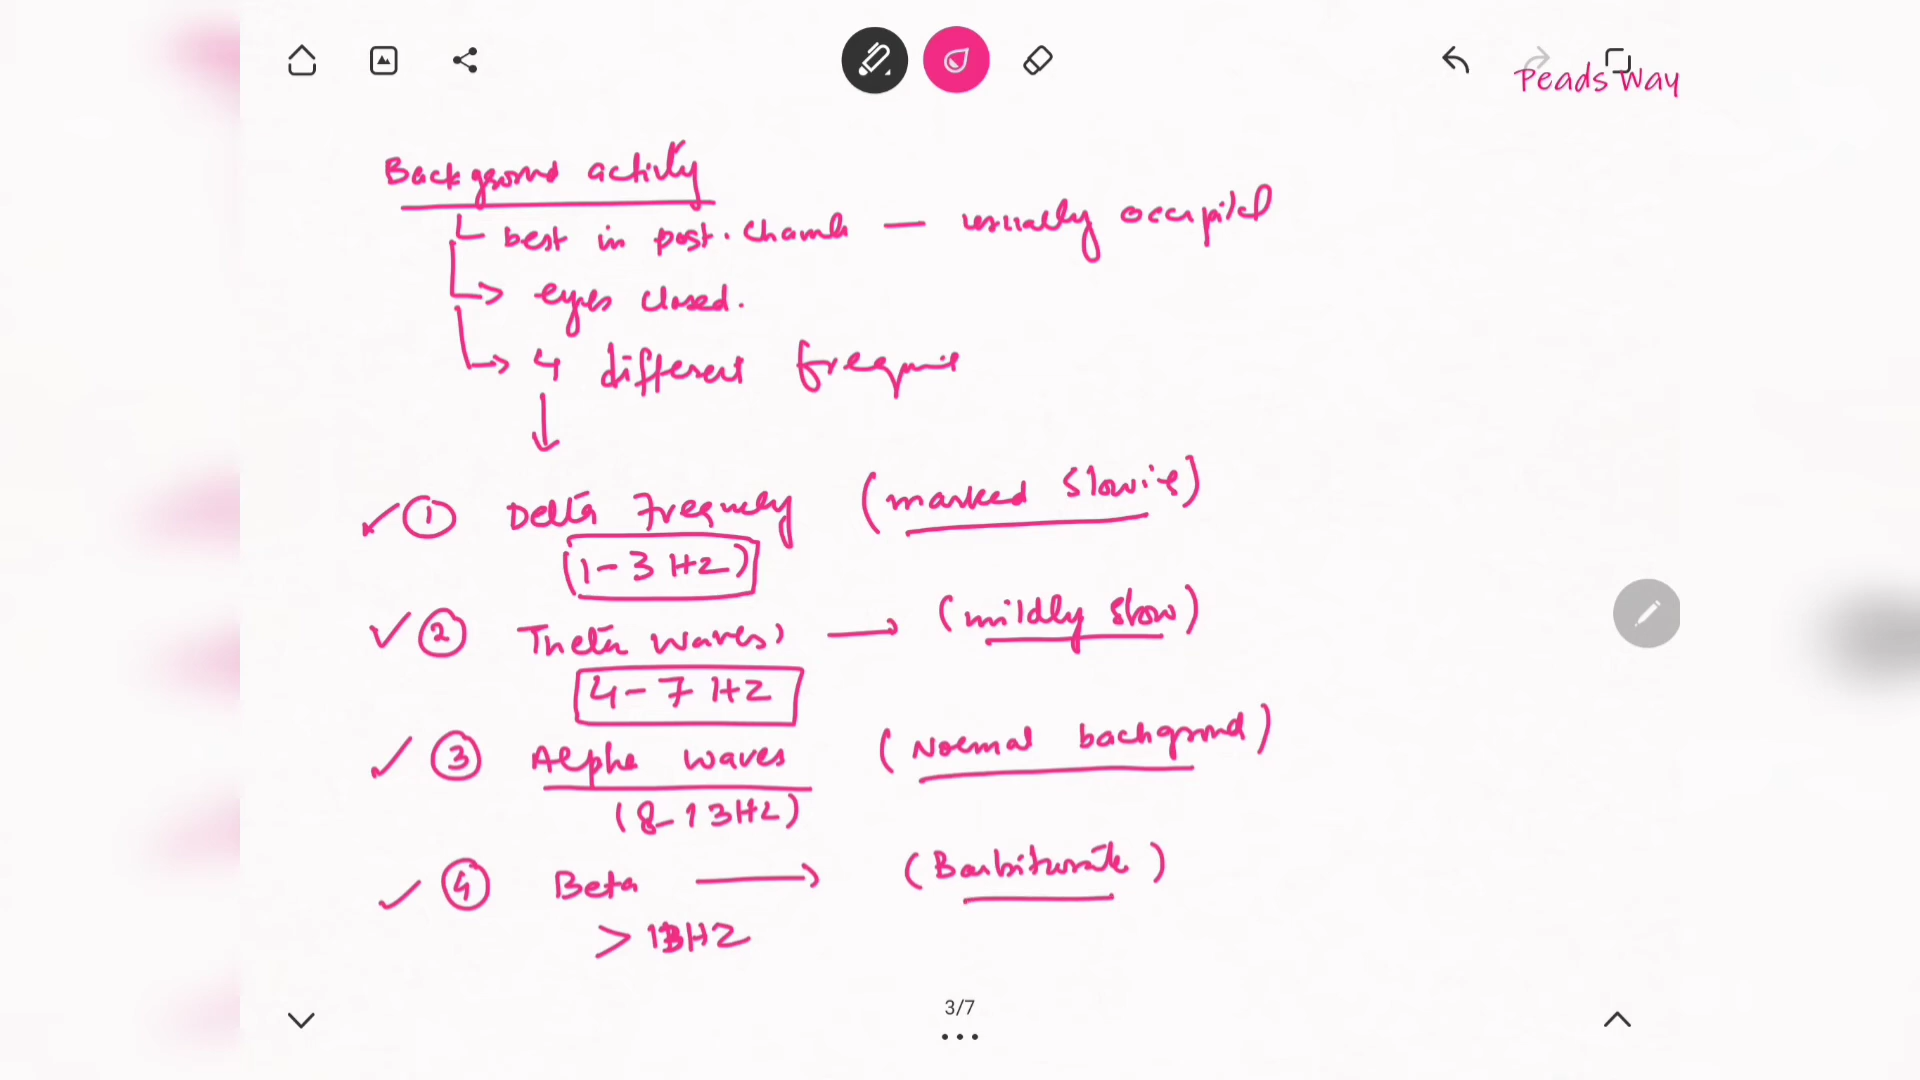 Peads Way
Background activity
best in post. chamb — usually occupital
→ eyes closed.
→ 4 different frequencies
↓
✓ ① Delta Frequency (marked slowing)
(1-3 Hz)
✓ ② Theta waves → (mildly slow)
4-7 Hz
✓ ③ Alpha waves (Normal background)
(8-13Hz)
✓ ④ Beta → (Barbiturate)
> 13Hz
3/7